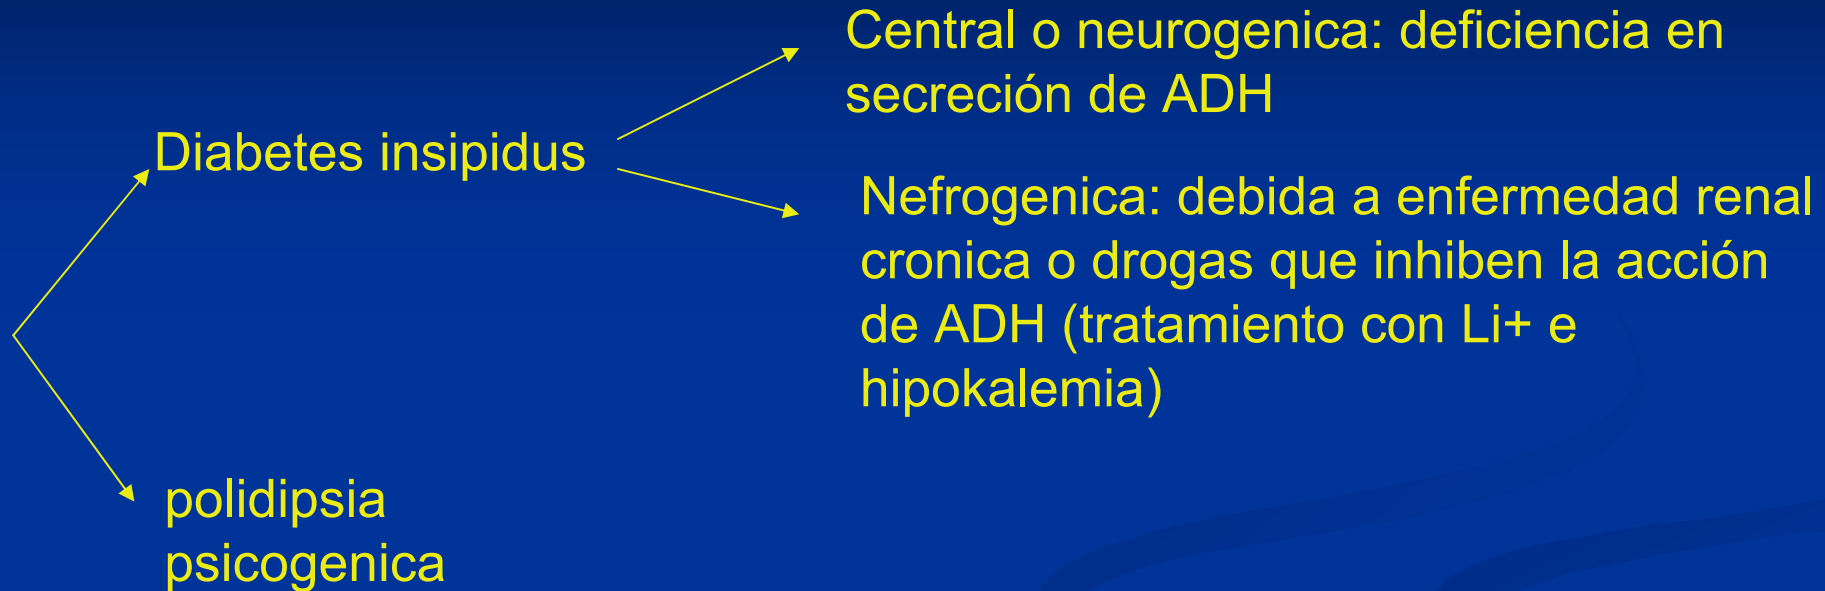 Central o neurogenica: deficiencia en
secreción de ADH
Diabetes insipidus
Nefrogenica: debida a enfermedad renal
cronica o drogas que inhiben la acción
de ADH (tratamiento con Li+ e
hipokalemia)
polidipsia
psicogenica